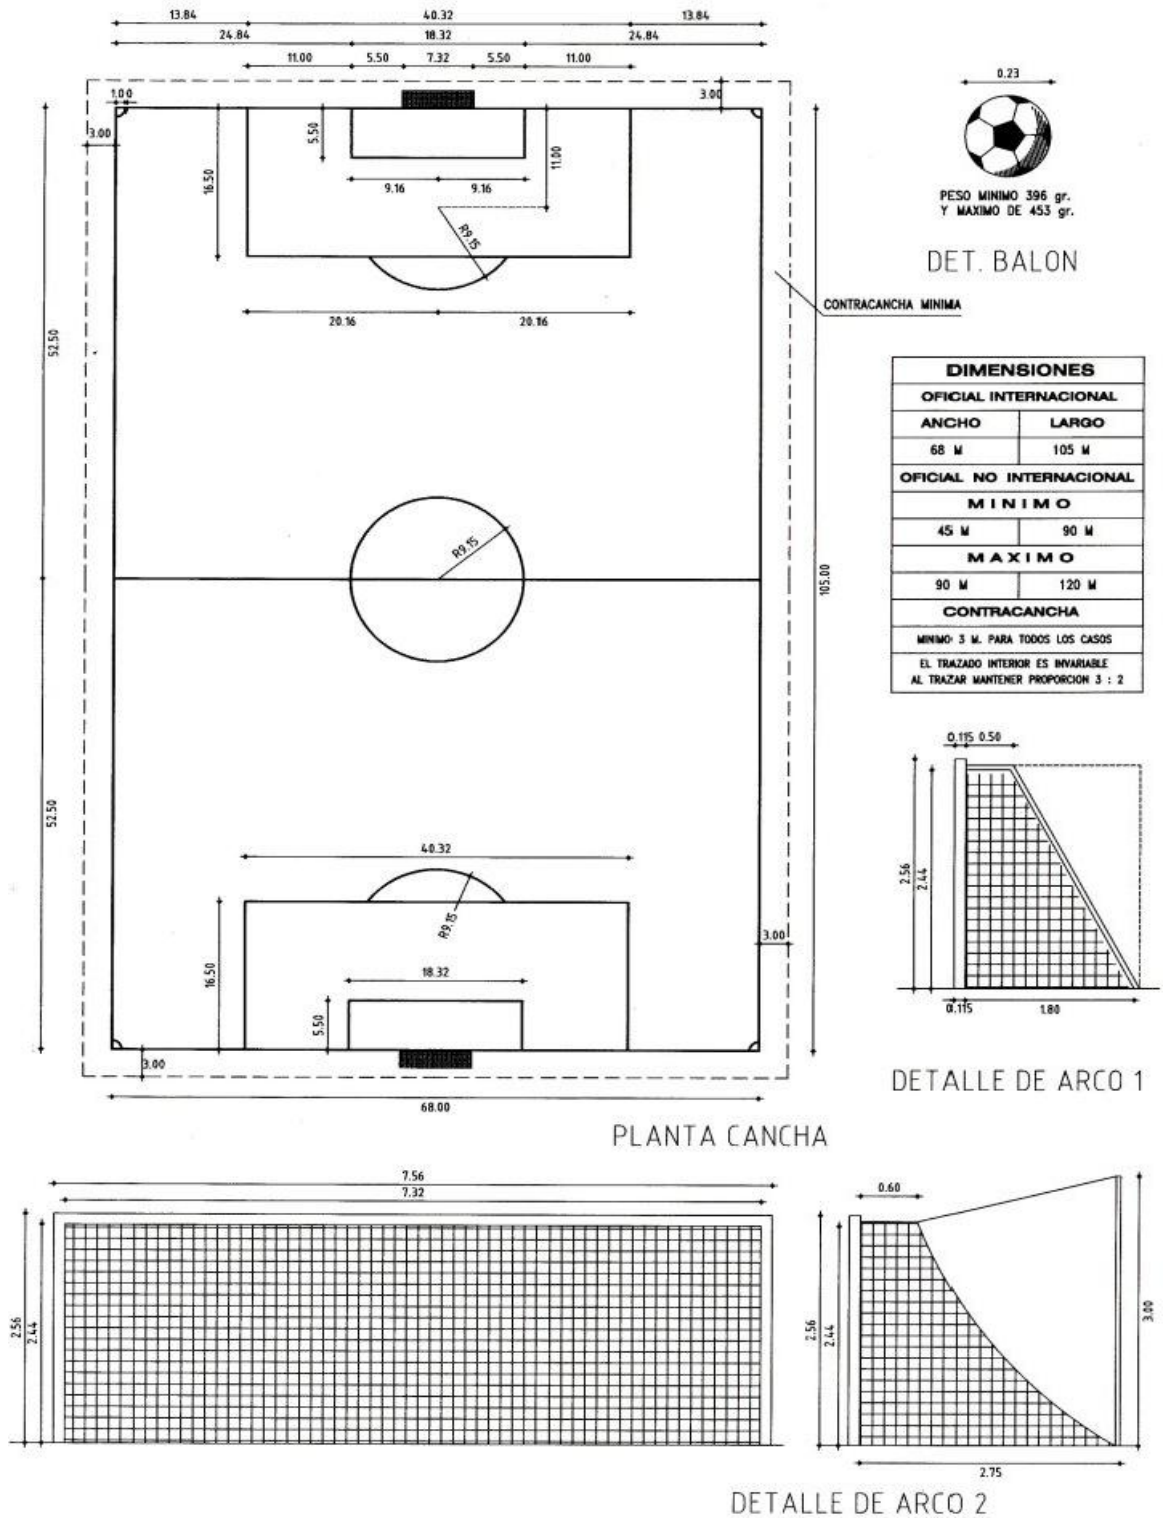 13.84 40.32 13.84
24.84 18.32 24.84
11.00 5.50 7.32 5.50 11.00
1.00
3.00
3.00
5.50
11.00
16.50
9.16 9.16
R9.15
20.16 20.16
52.50
R9.15
105.00
52.50
40.32
R9.15
16.50
18.32
5.50
3.00
3.00
68.00
PLANTA CANCHA
0.23
PESO MINIMO 396 gr.
Y MAXIMO DE 453 gr.
DET. BALON
CONTRACANCHA MINIMA
DIMENSIONES
OFICIAL INTERNACIONAL
ANCHO LARGO
68 M 105 M
OFICIAL NO INTERNACIONAL
MINIMO
45 M 90 M
MAXIMO
90 M 120 M
CONTRACANCHA
MINIMO: 3 M. PARA TODOS LOS CASOS
EL TRAZADO INTERIOR ES INVARIABLE
AL TRAZAR MANTENER PROPORCION 3 : 2
0.115 0.50
2.56
2.44
0.115 1.80
DETALLE DE ARCO 1
7.56
7.32
2.56
2.44
0.60
2.56
2.44
3.00
2.75
DETALLE DE ARCO 2